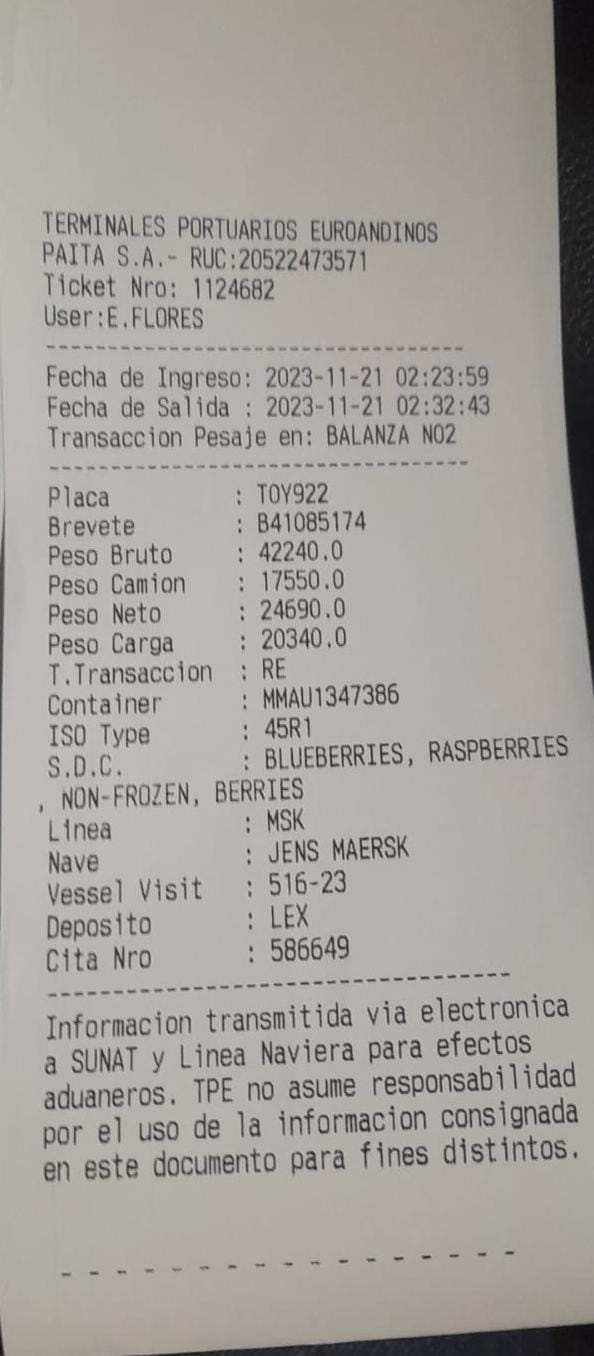 TERMINALES PORTUARIOS EUROANDINOS
PAITA S.A.- RUC:20522473571
Ticket Nro: 1124682
User:E.FLORES
----------------------------------
Fecha de Ingreso: 2023-11-21 02:23:59
Fecha de Salida : 2023-11-21 02:32:43
Transaccion Pesaje en: BALANZA NO2
----------------------------------
Placa : TOY922
Brevete : B41085174
Peso Bruto : 42240.0
Peso Camion : 17550.0
Peso Neto : 24690.0
Peso Carga : 20340.0
T.Transaccion : RE
Container : MMAU1347386
ISO Type : 45R1
S.D.C. : BLUEBERRIES, RASPBERRIES
, NON-FROZEN, BERRIES
Linea : MSK
Nave : JENS MAERSK
Vessel Visit : 516-23
Deposito : LEX
Cita Nro : 586649
----------------------------------
Informacion transmitida via electronica
a SUNAT y Linea Naviera para efectos
aduaneros. TPE no asume responsabilidad
por el uso de la informacion consignada
en este documento para fines distintos.
- - - - - - - - - - - - - - - - -